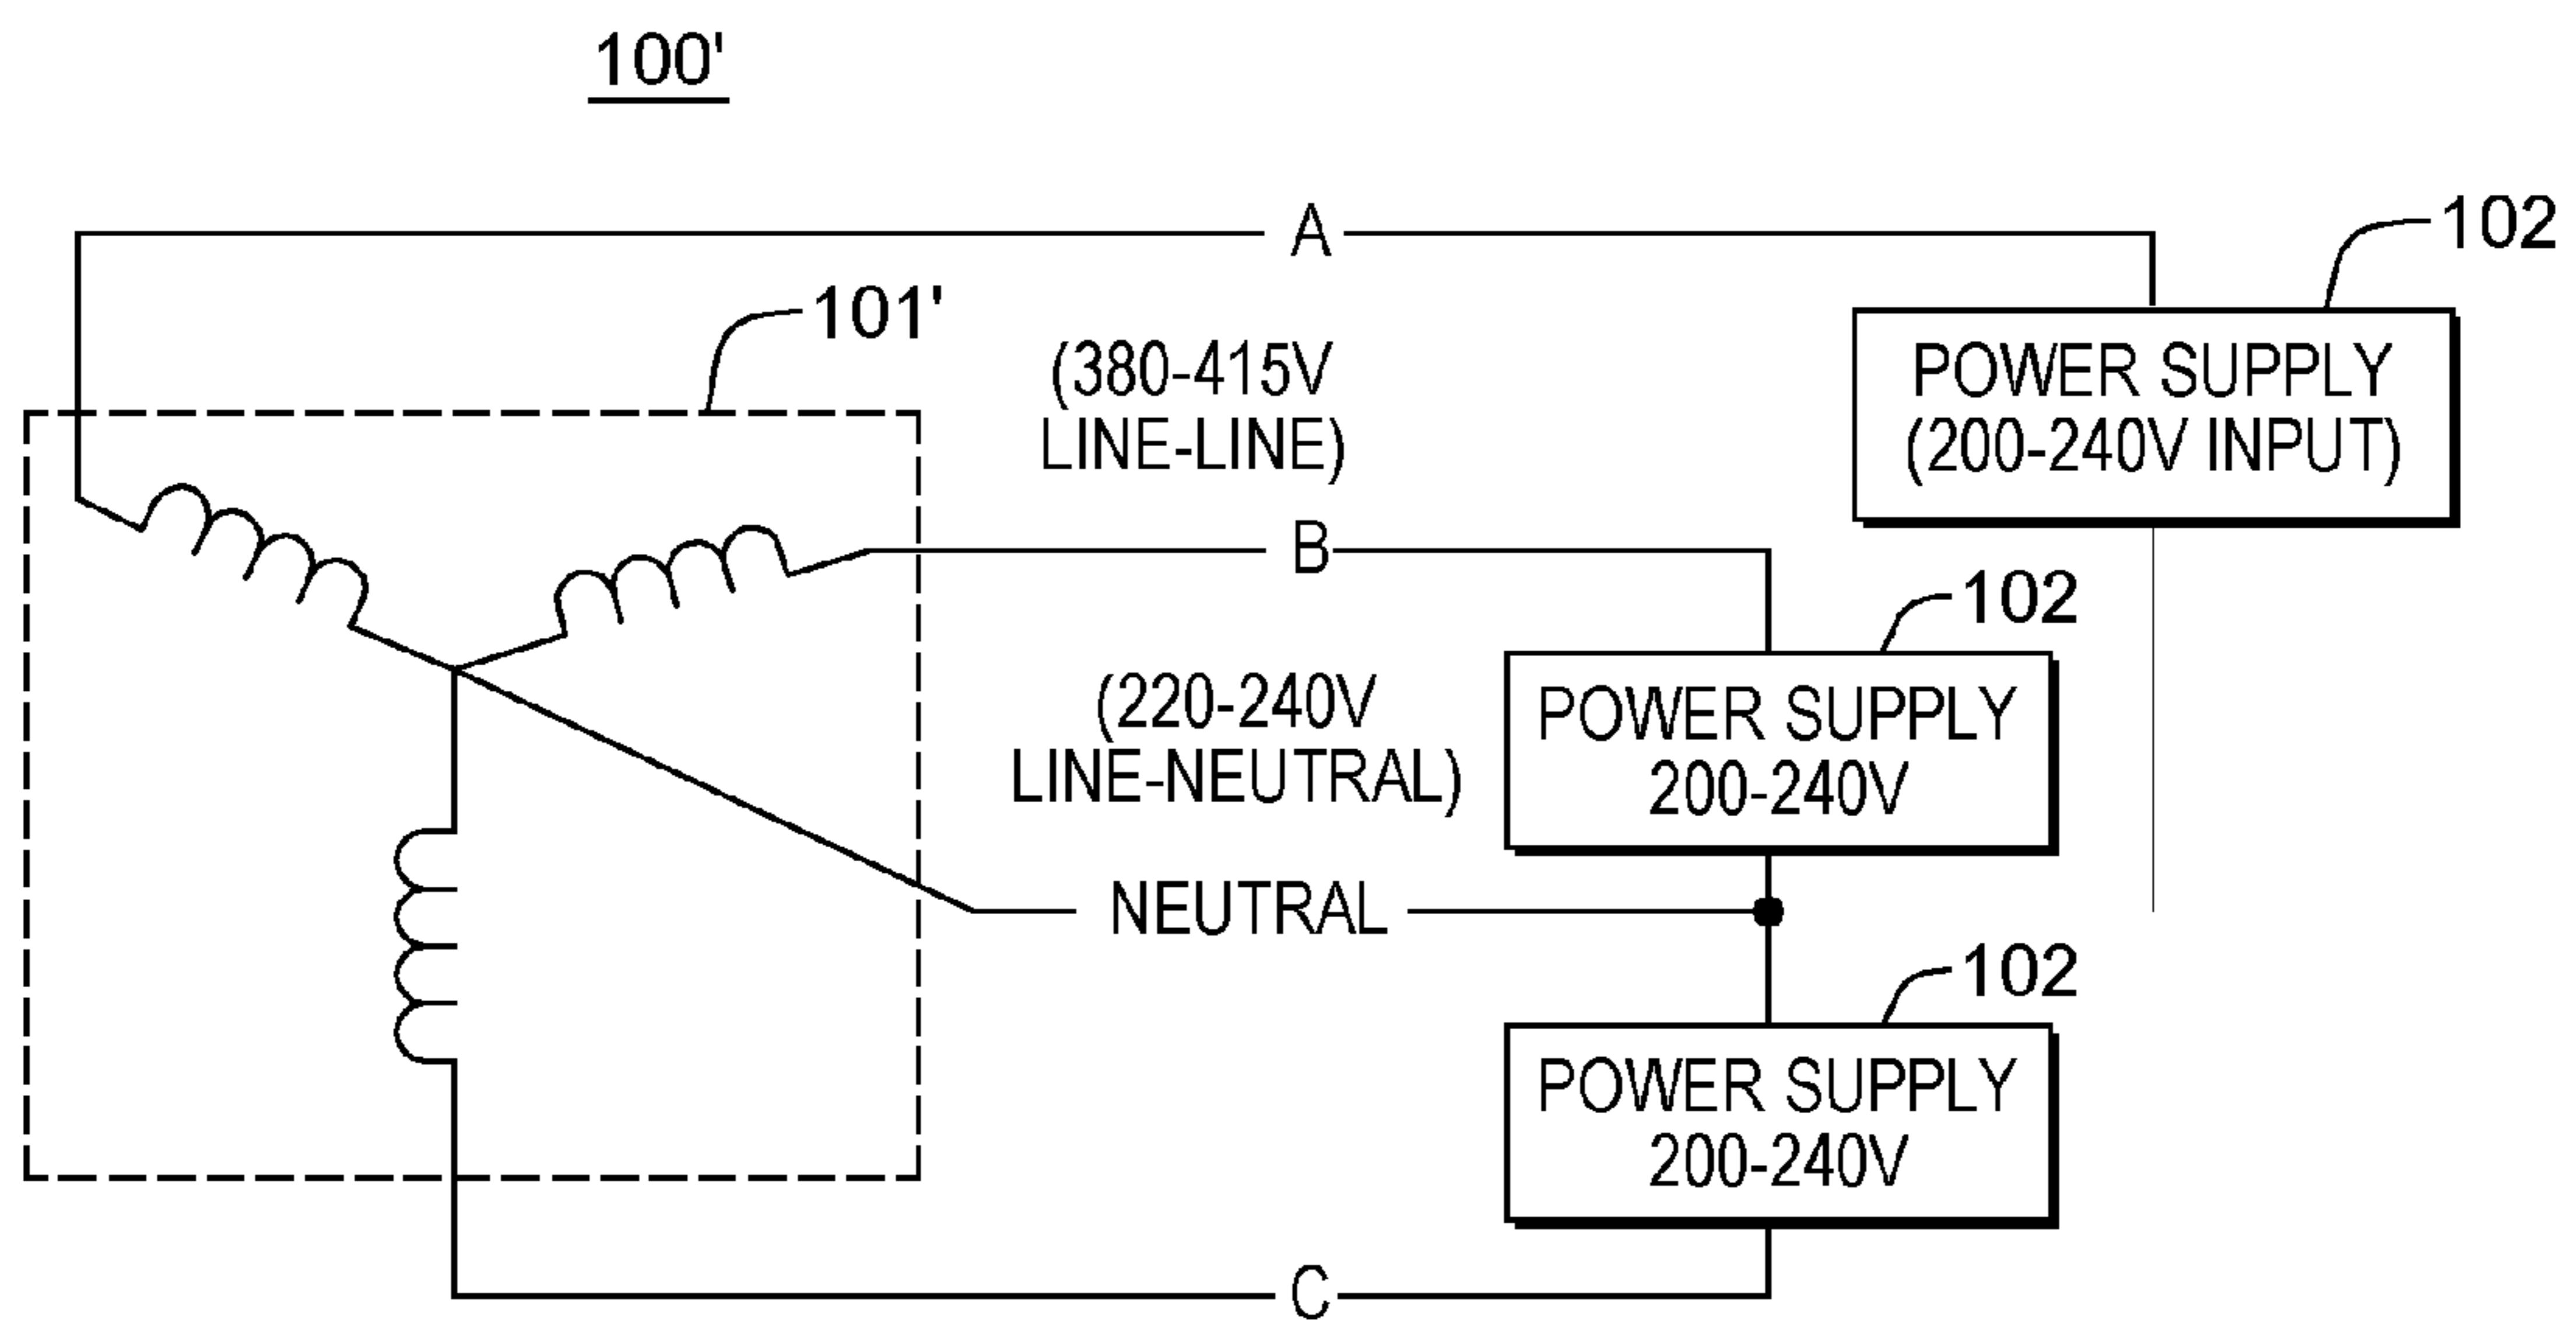 100'
A
102
101'
(380-415V
LINE-LINE)
POWER SUPPLY
(200-240V INPUT)
B
102
(220-240V
LINE-NEUTRAL)
POWER SUPPLY
200-240V
NEUTRAL
102
POWER SUPPLY
200-240V
C